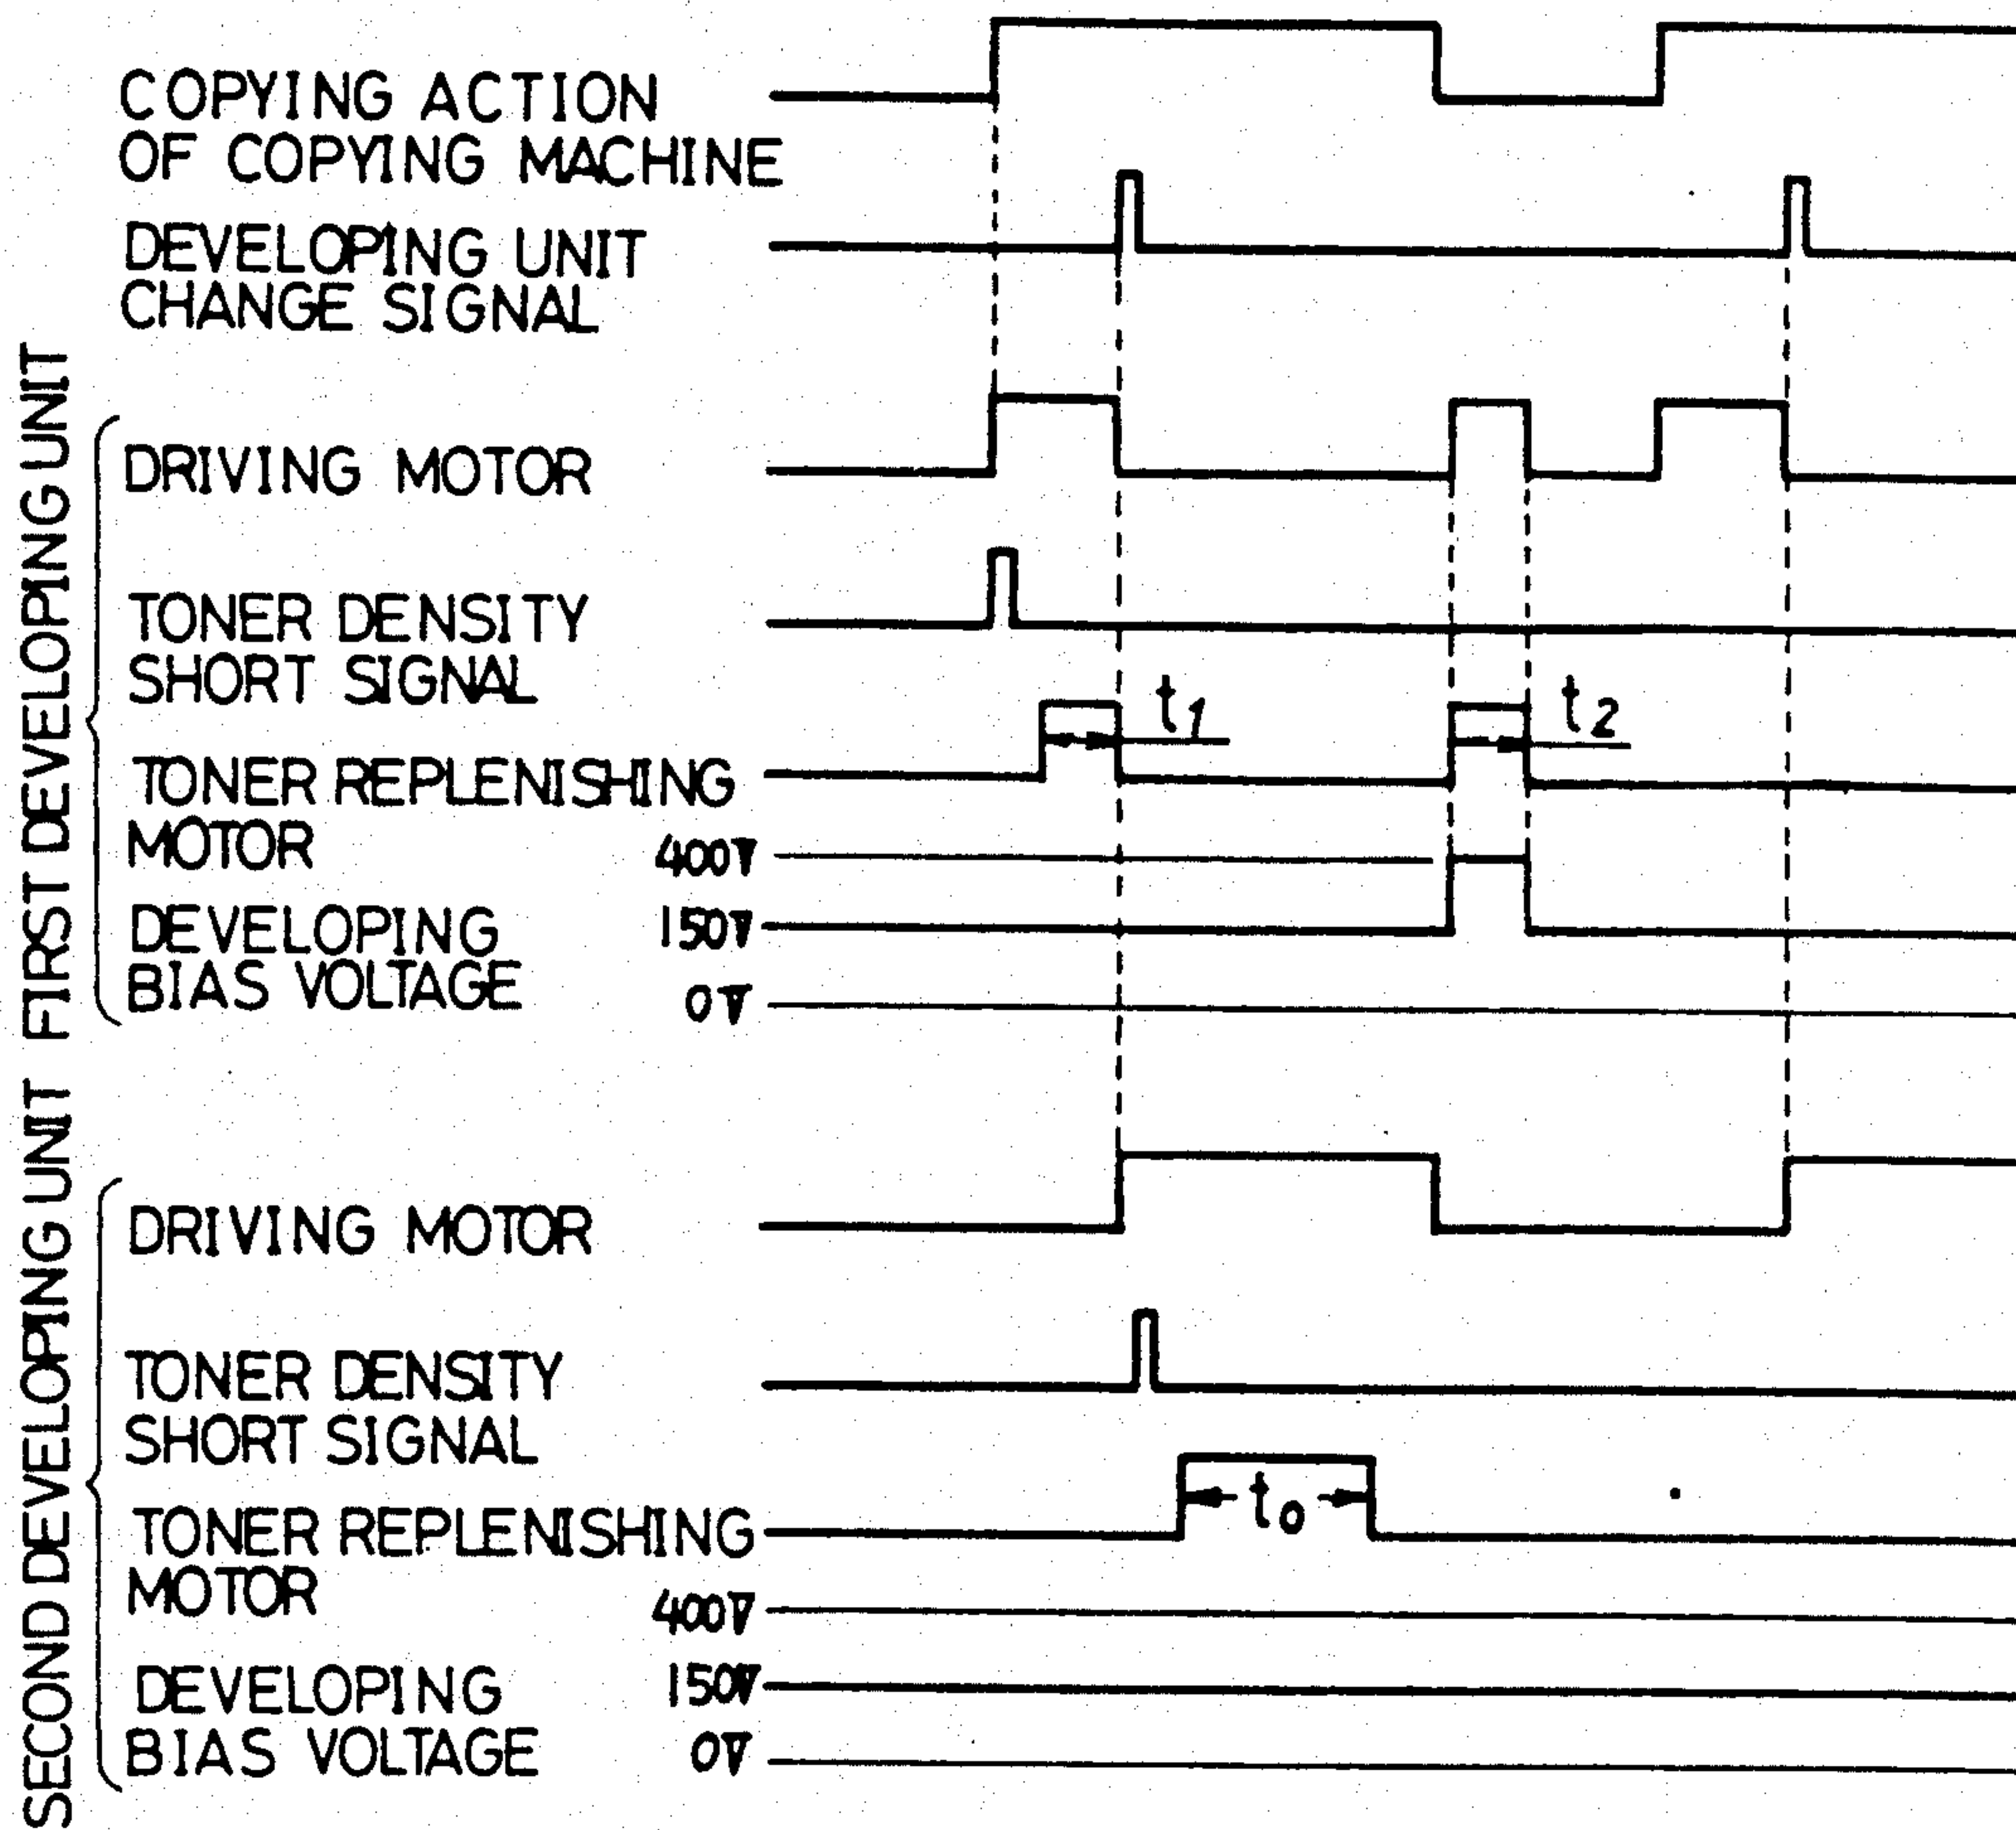 COPYING ACTION
OF COPYING MACHINE
DEVELOPING UNIT
CHANGE SIGNAL
FIRST DEVELOPING UNIT
DRIVING MOTOR
TONER DENSITY
SHORT SIGNAL
t1
t2
TONER REPLENISHING
MOTOR
400V
DEVELOPING
150V
BIAS VOLTAGE
0V
SECOND DEVELOPING UNIT
DRIVING MOTOR
TONER DENSITY
SHORT SIGNAL
TONER REPLENISHING
t0
MOTOR
400V
DEVELOPING
150V
BIAS VOLTAGE
0V